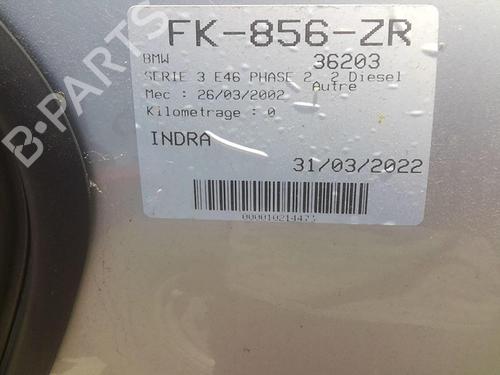 FK-856-ZR
BMW 36203
SERIE 3 E46 PHASE 2, 2 Diesel
Autre
Mec : 26/03/2002
Kilometrage : 0
INDRA
31/03/2022
B-PARTS